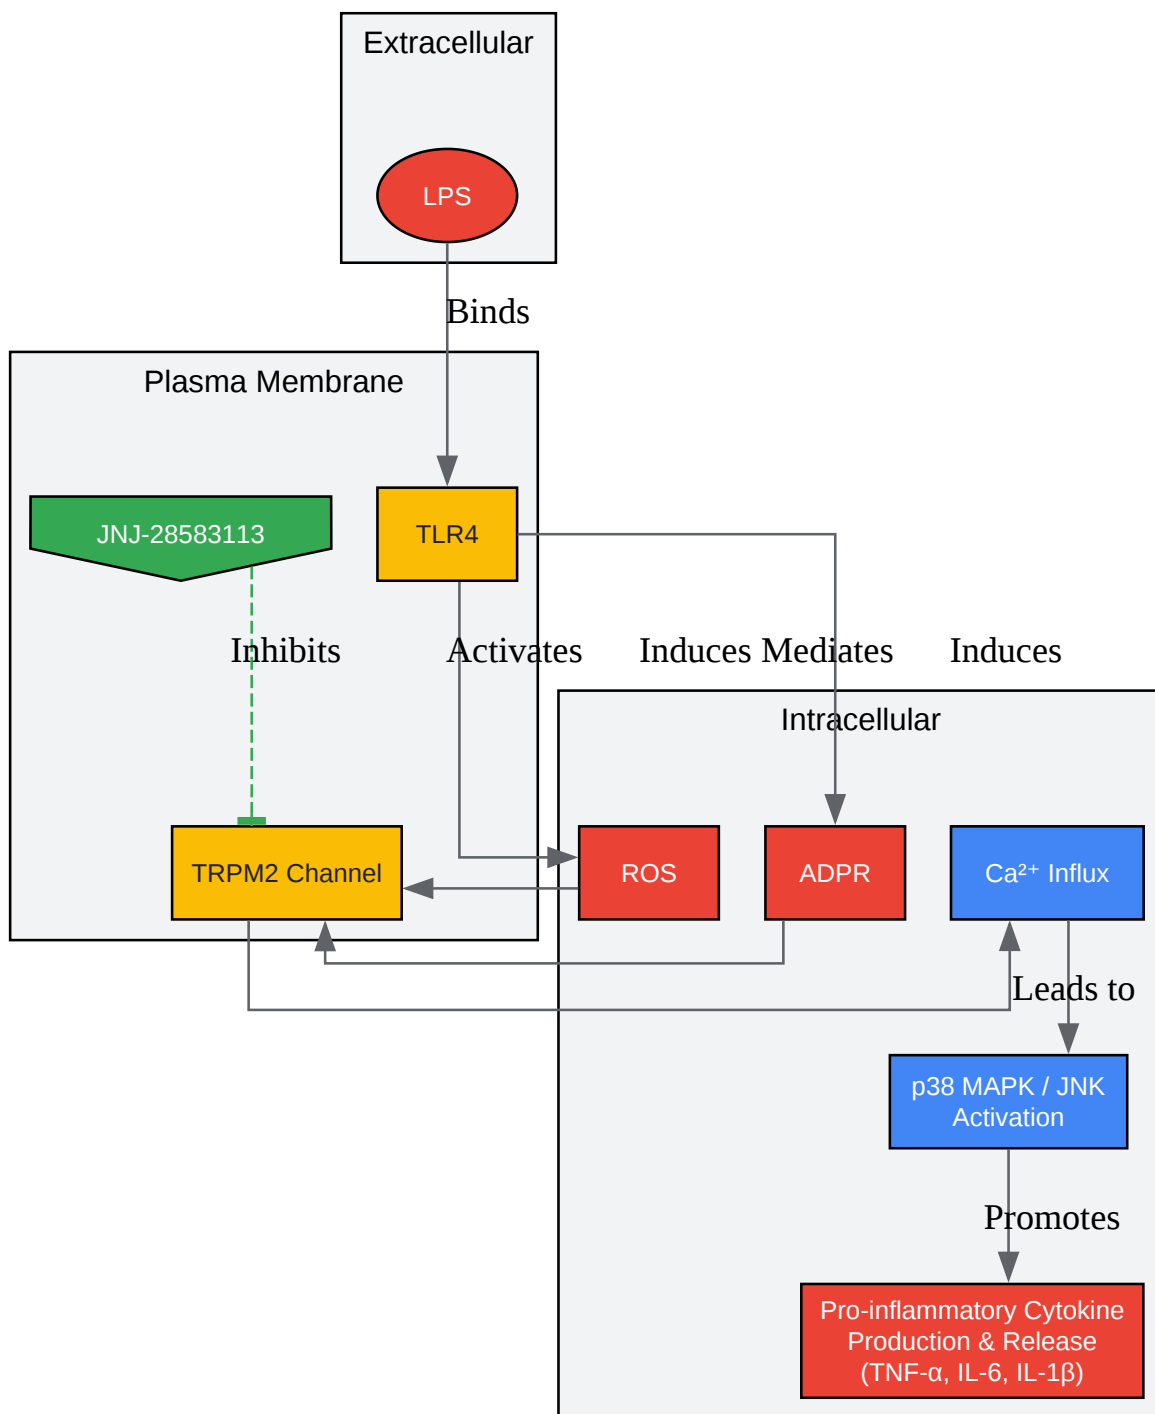 Extracellular
LPS
Binds
Plasma Membrane
JNJ-28583113
TLR4
Inhibits
Activates
Induces
Mediates
Induces
Intracellular
TRPM2 Channel
ROS
ADPR
Ca²⁺ Influx
Leads to
p38 MAPK / JNK
Activation
Promotes
Pro-inflammatory Cytokine
Production & Release
(TNF-α, IL-6, IL-1β)